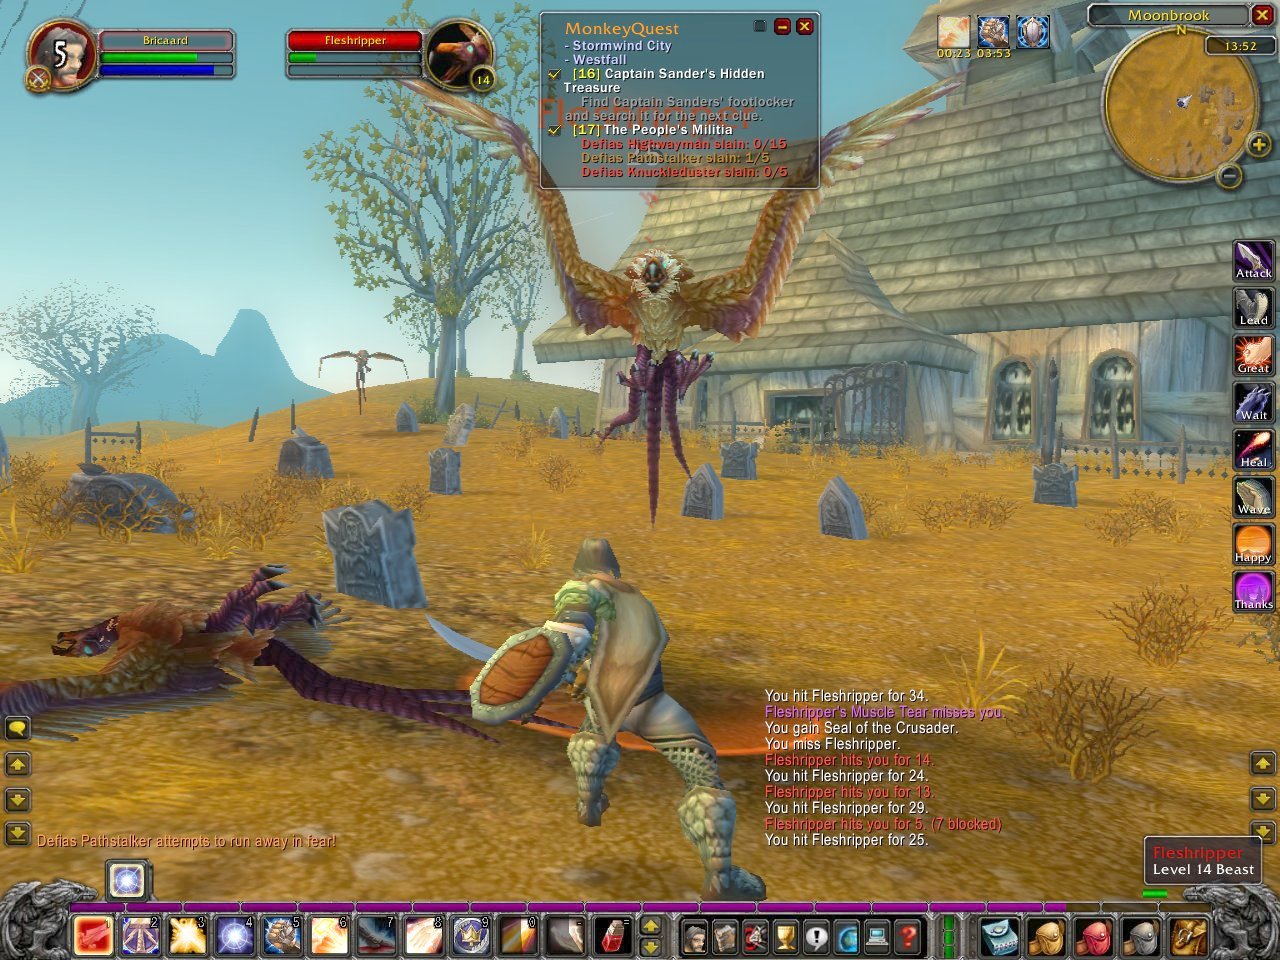 Bricaard
5
Fleshripper
14
MonkeyQuest
- Stormwind City
- Westfall
[16] Captain Sander's Hidden
Treasure
Find Captain Sanders' footlocker
and search it for the next clue.
[17] The People's Militia
Defias Highwayman slain: 0/15
Defias Pathstalker slain: 1/5
Defias Knuckleduster slain: 0/5
00:23 03:53
Moonbrook
N
13:52
Attack
Lead
Great
Wait
Heal
Wave
Happy
Thanks
You hit Fleshripper for 34.
Fleshripper's Muscle Tear misses you.
You gain Seal of the Crusader.
You miss Fleshripper.
Fleshripper hits you for 14.
You hit Fleshripper for 24.
Fleshripper hits you for 13.
You hit Fleshripper for 29.
Fleshripper hits you for 5. (7 blocked)
You hit Fleshripper for 25.
Defias Pathstalker attempts to run away in fear!
Fleshripper
Level 14 Beast
2 3 4 5 6 7 8 9 0 =